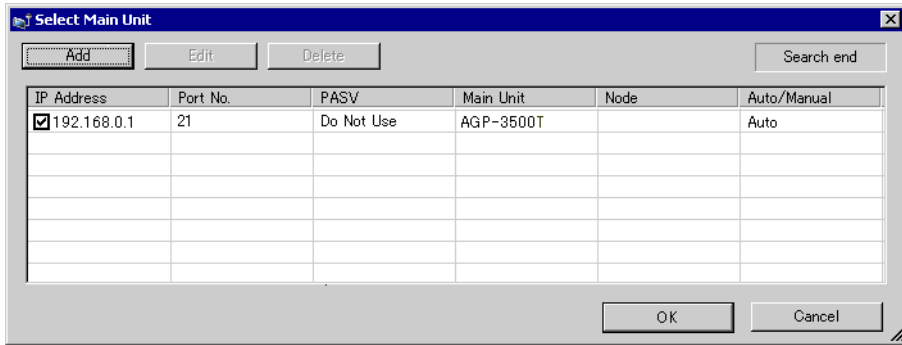 Select Main Unit
Add Edit Delete Search end
IP Address Port No. PASV Main Unit Node Auto/Manual
192.168.0.1 21 Do Not Use AGP-3500T Auto
OK Cancel